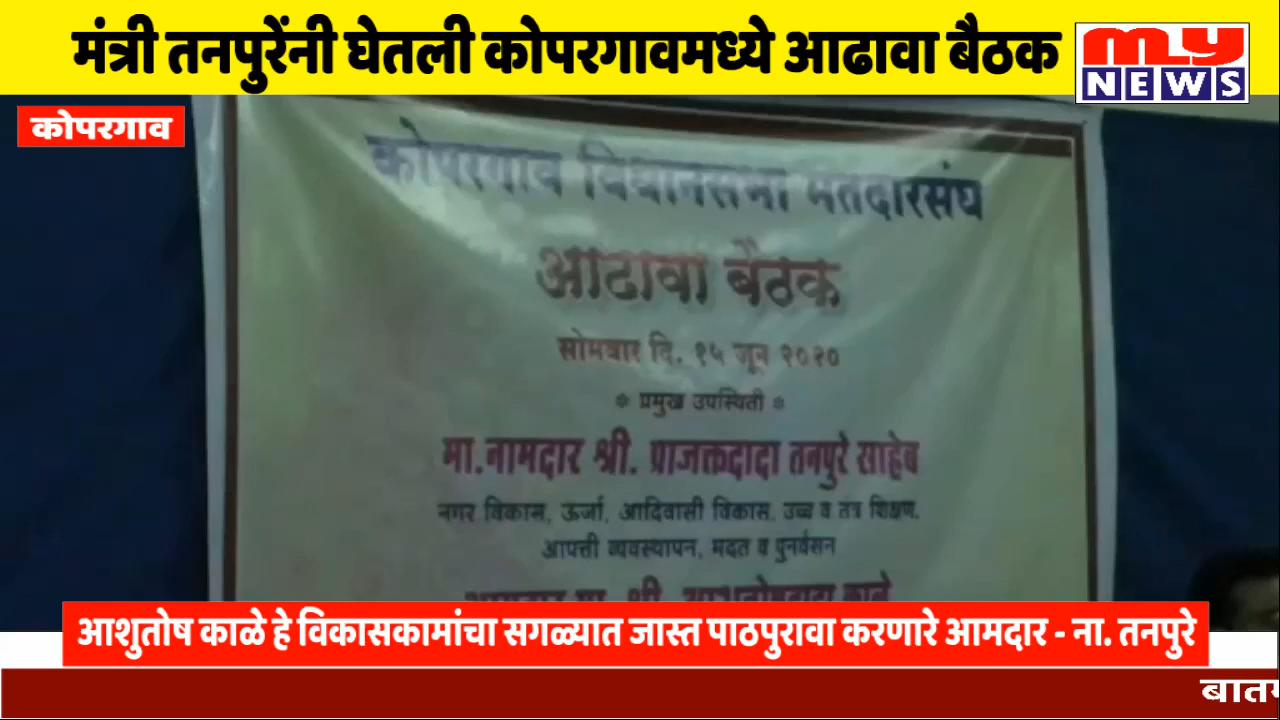 मंत्री तनपुरेंनी घेतली कोपरगावमध्ये आढावा बैठक
my
NEWS
कोपरगाव
कोपरगाव विधानसभा मतदारसंघ
आढावा बैठक
सोमवार दि. १५ जून २०२०
प्रमुख उपस्थिती
मा.नामदार श्री. प्राजक्तदादा तनपुरे साहेब
नगर विकास, ऊर्जा, आदिवासी विकास, उच्च व तंत्र शिक्षण,
आपत्ती व्यवस्थापन, मदत व पुनर्वसन
आशुतोष काळे हे विकासकामांचा सगळ्यात जास्त पाठपुरावा करणारे आमदार - ना. तनपुरे